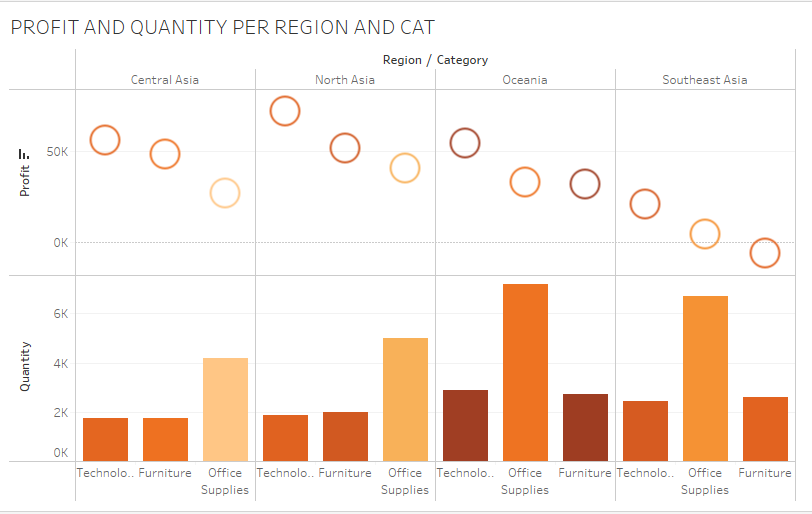 PROFIT AND QUANTITY PER REGION AND CAT
Region / Category
Central Asia
North Asia
Oceania
Southeast Asia
Profit
50K
0K
Quantity
6K
4K
2K
0K
Technolo..
Furniture
Office
Supplies
Technolo..
Furniture
Office
Supplies
Technolo..
Office
Supplies
Furniture
Technolo..
Office
Supplies
Furniture